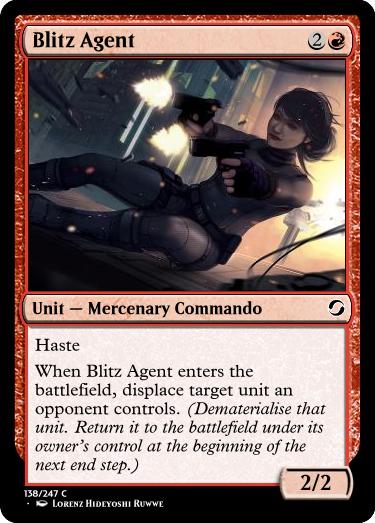 Blitz Agent 2
Unit — Mercenary Commando
Haste
When Blitz Agent enters the
battlefield, displace target unit an
opponent controls. (Dematerialise that
unit. Return it to the battlefield under its
owner's control at the beginning of the
next end step.)
2/2
138/247 C
· Lorenz Hideyoshi Ruwwe